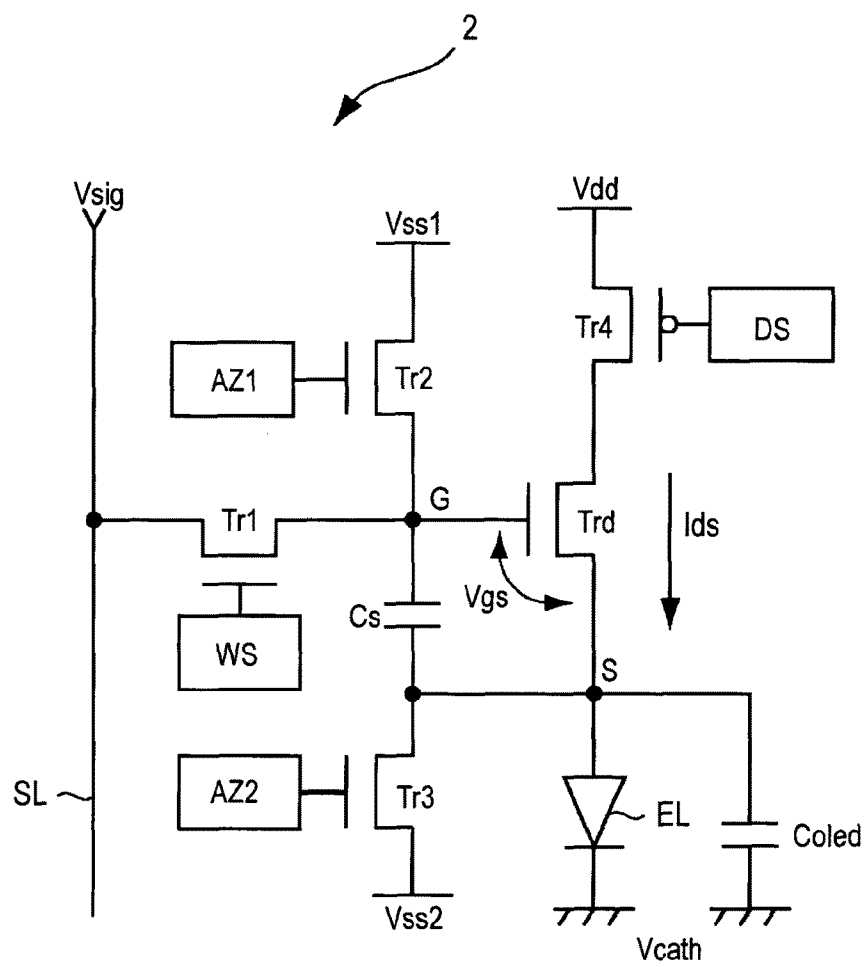 2
Vsig
Vdd
Vss1
Tr4
DS
AZ1
Tr2
G
Tr1
Trd
Ids
Vgs
Cs
WS
S
SL
AZ2
Tr3
EL
Coled
Vss2
Vcath